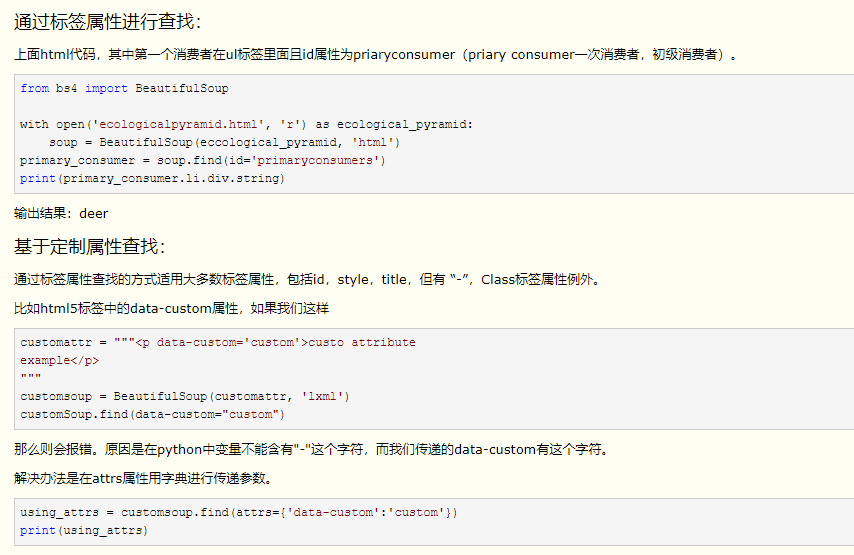 通过标签属性进行查找：
上面html代码，其中第一个消费者在ul标签里面且id属性为priaryconsumer（priary consumer一次消费者，初级消费者）。
from bs4 import BeautifulSoup
with open('ecologicalpyramid.html', 'r') as ecological_pyramid:
    soup = BeautifulSoup(eccological_pyramid, 'html')
primary_consumer = soup.find(id='primaryconsumers')
print(primary_consumer.li.div.string)
输出结果：deer
基于定制属性查找：
通过标签属性查找的方式适用大多数标签属性，包括id，style，title，但有 “-”，Class标签属性例外。
比如html5标签中的data-custom属性，如果我们这样
customattr = """<p data-custom='custom'>custo attribute
example</p>
"""
customsoup = BeautifulSoup(customattr, 'lxml')
customSoup.find(data-custom="custom")
那么则会报错。原因是在python中变量不能含有"-"这个字符，而我们传递的data-custom有这个字符。
解决办法是在attrs属性用字典进行传递参数。
using_attrs = customsoup.find(attrs={'data-custom':'custom'})
print(using_attrs)